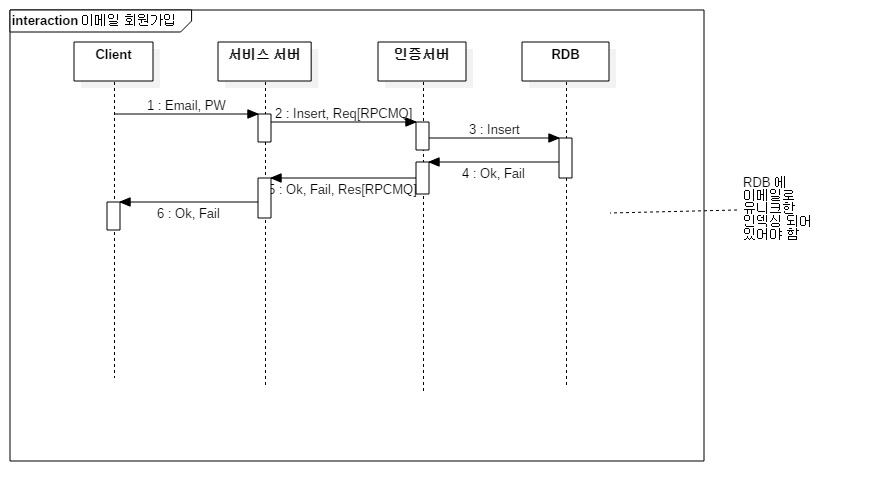 interaction 이메일 회원가입
Client
서비스 서버
인증서버
RDB
1 : Email, PW
2 : Insert, Req[RPCMQ]
3 : Insert
4 : Ok, Fail
5 : Ok, Fail, Res[RPCMQ]
6 : Ok, Fail
RDB 에
이메일로
유니크한
인덱싱 되어
있어야 함